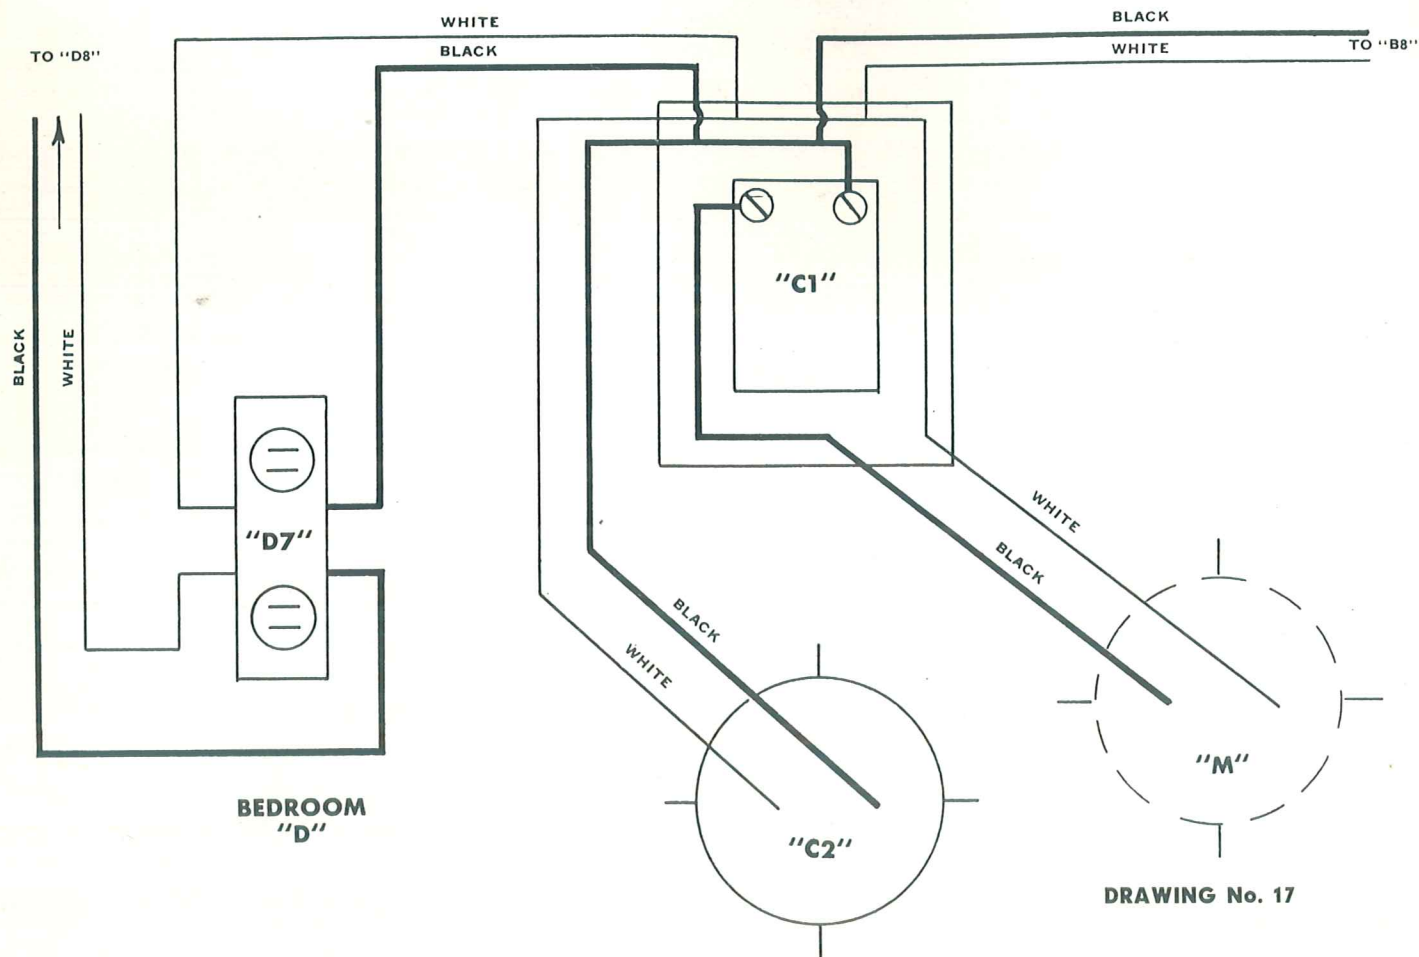 WHITE
BLACK
BLACK
WHITE
TO "D8"
TO "B8"
BLACK
WHITE
"C1"
"D7"
WHITE
BLACK
BLACK
WHITE
"M"
BEDROOM
"D"
"C2"
DRAWING No. 17